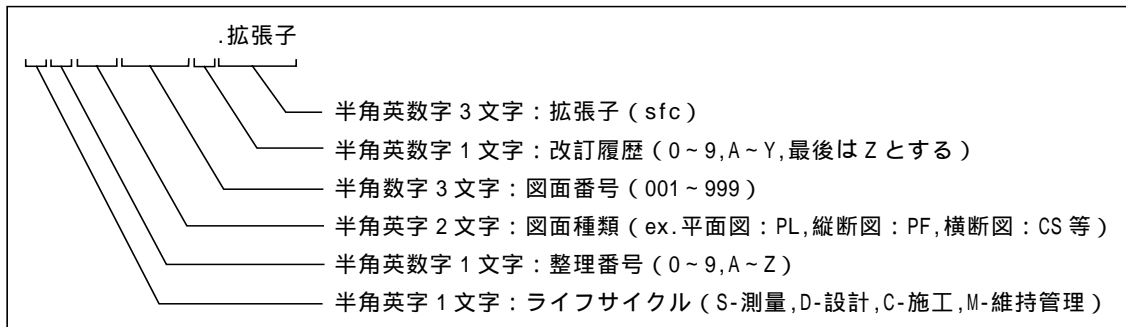 .拡張子
半角英数字3文字:拡張子(sfc)
半角英数字1文字:改訂履歴(0~9,A~Y,最後はZとする)
半角数字3文字:図面番号(001~999)
半角英字2文字:図面種類(ex.平面図:PL,縦断図:PF,横断図:CS等)
半角英数字1文字:整理番号(0~9,A~Z)
半角英字1文字:ライフサイクル(S-測量,D-設計,C-施工,M-維持管理)